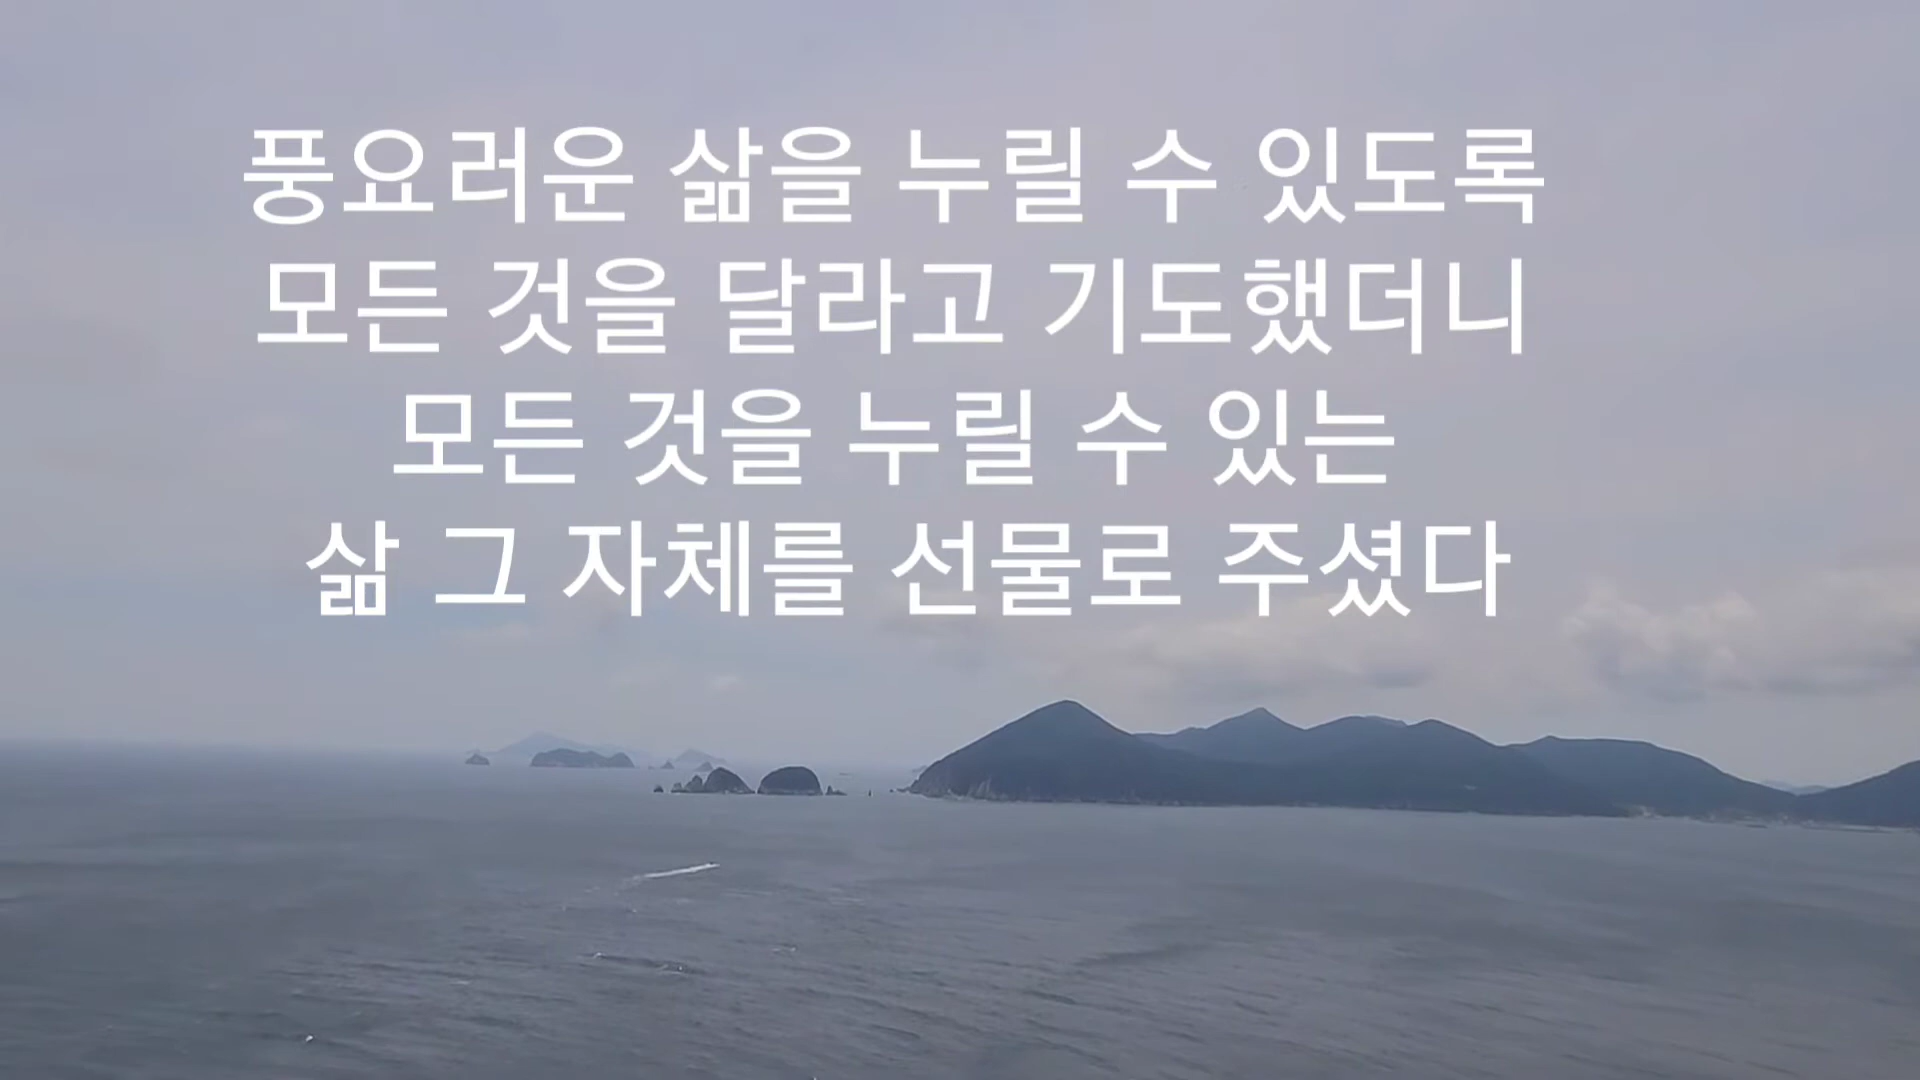 풍요러운 삶을 누릴 수 있도록
모든 것을 달라고 기도했더니
모든 것을 누릴 수 있는
삶 그 자체를 선물로 주셨다